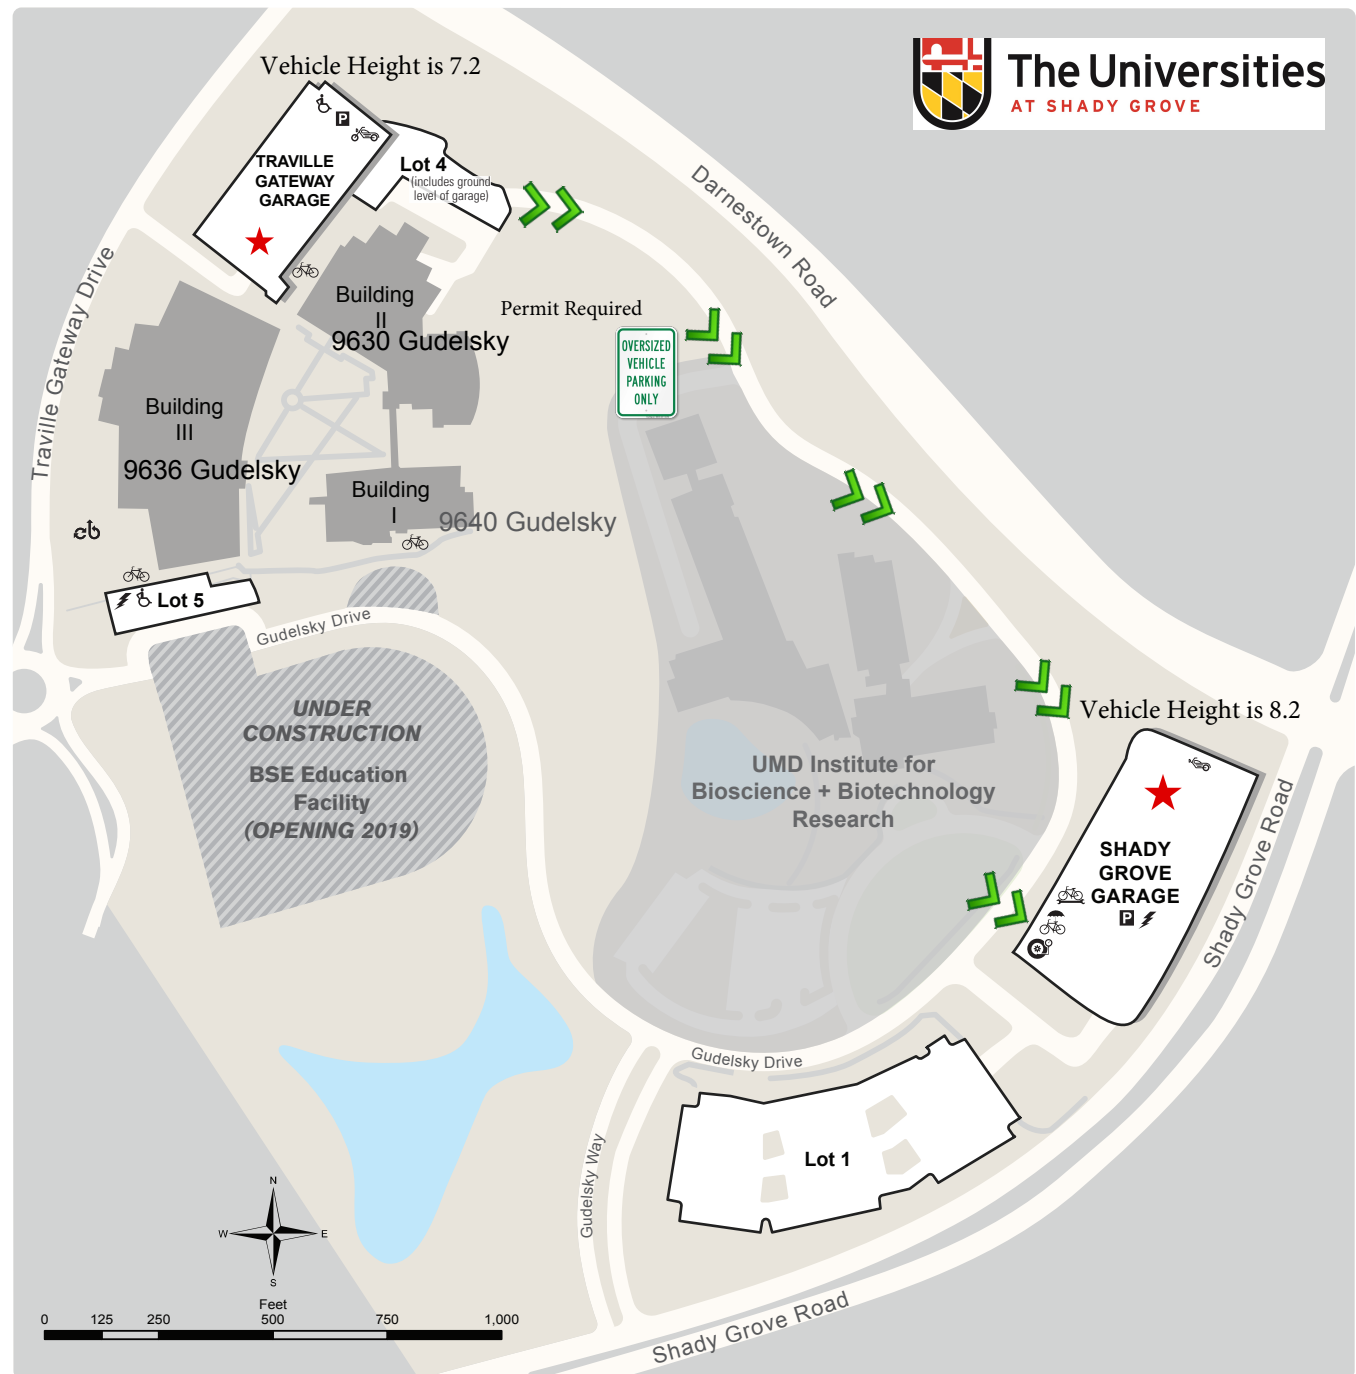 Vehicle Height is 7.2
The Universities
AT SHADY GROVE
P
TRAVILLE
GATEWAY
GARAGE
Lot 4
(includes ground
level of garage)
Darnestown Road
Traville Gateway Drive
Building
II
9630 Gudelsky
Permit Required
OVERSIZED
VEHICLE
PARKING
ONLY
Building
III
9636 Gudelsky
Building
I
9640 Gudelsky
Lot 5
Gudelsky Drive
UNDER
CONSTRUCTION
BSE Education
Facility
(OPENING 2019)
Vehicle Height is 8.2
UMD Institute for
Bioscience + Biotechnology
Research
SHADY
GROVE
GARAGE
P
Shady Grove Road
Gudelsky Drive
Lot 1
Gudelsky Way
N
W
E
S
Feet
0 125 250 500 750 1,000
Shady Grove Road